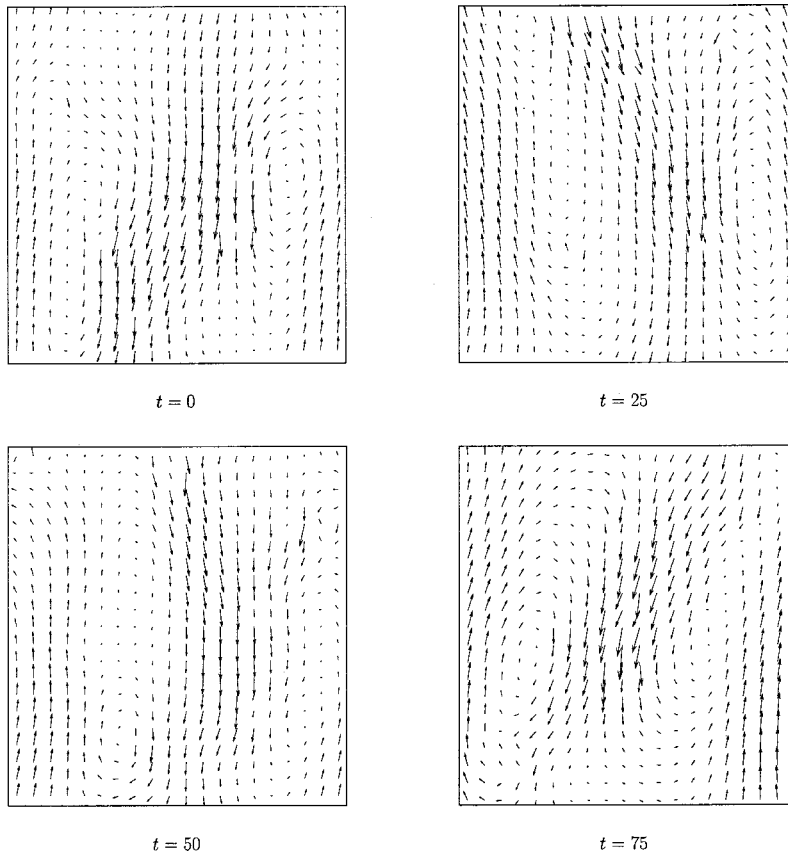 t = 0
t = 25
t = 50
t = 75